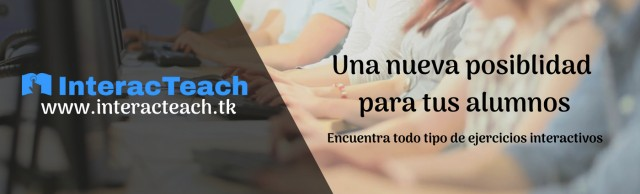 InteracTeach
www.interacteach.tk
Una nueva posiblidad
para tus alumnos
Encuentra todo tipo de ejercicios interactivos